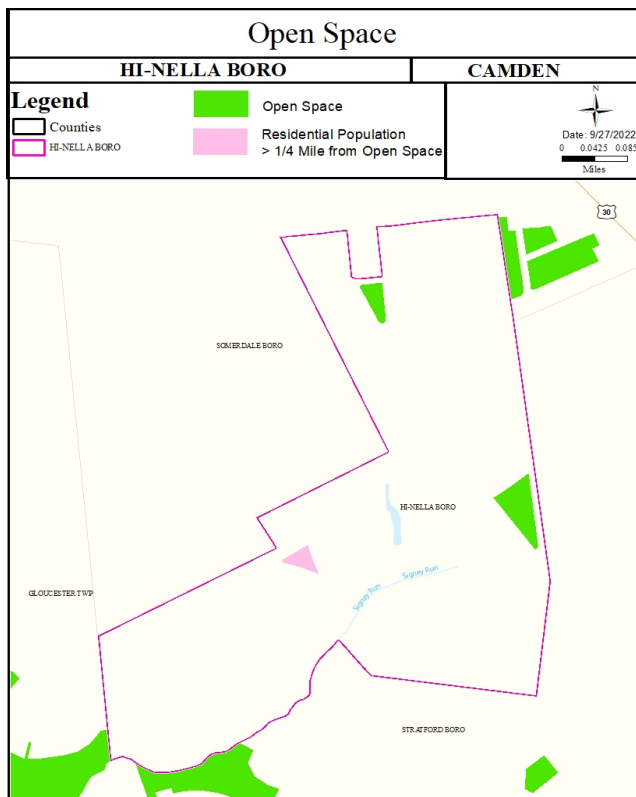 Open Space
HI-NELLA BORO
CAMDEN
Legend
Counties
HI-NELLA BORO
Open Space
Residential Population
> 1/4 Mile from Open Space
N
Date: 9/27/2022
0 0.0425 0.085
Miles
30
SOMERDALE BORO
HI-NELLA BORO
Signey Run
Signey Run
GLOUCESTER TWP
STRATFORD BORO